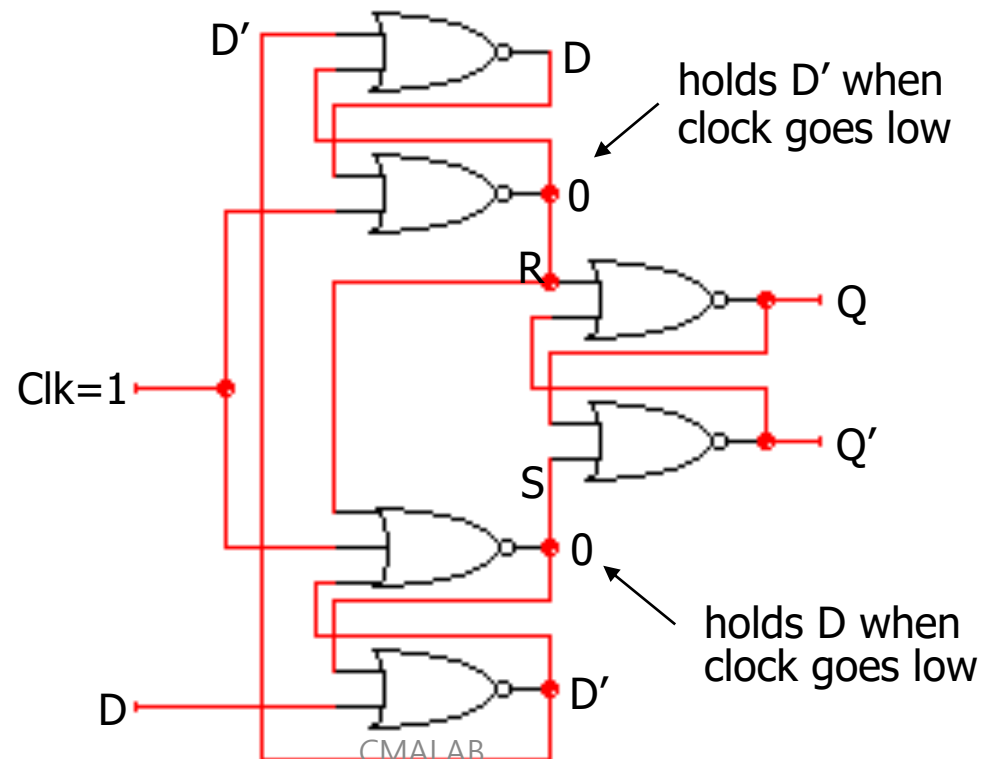 D′
D
holds D′ when
clock goes low
0
R
Q
Clk=1
Q′
S
0
holds D when
clock goes low
D′
D
CMALAB